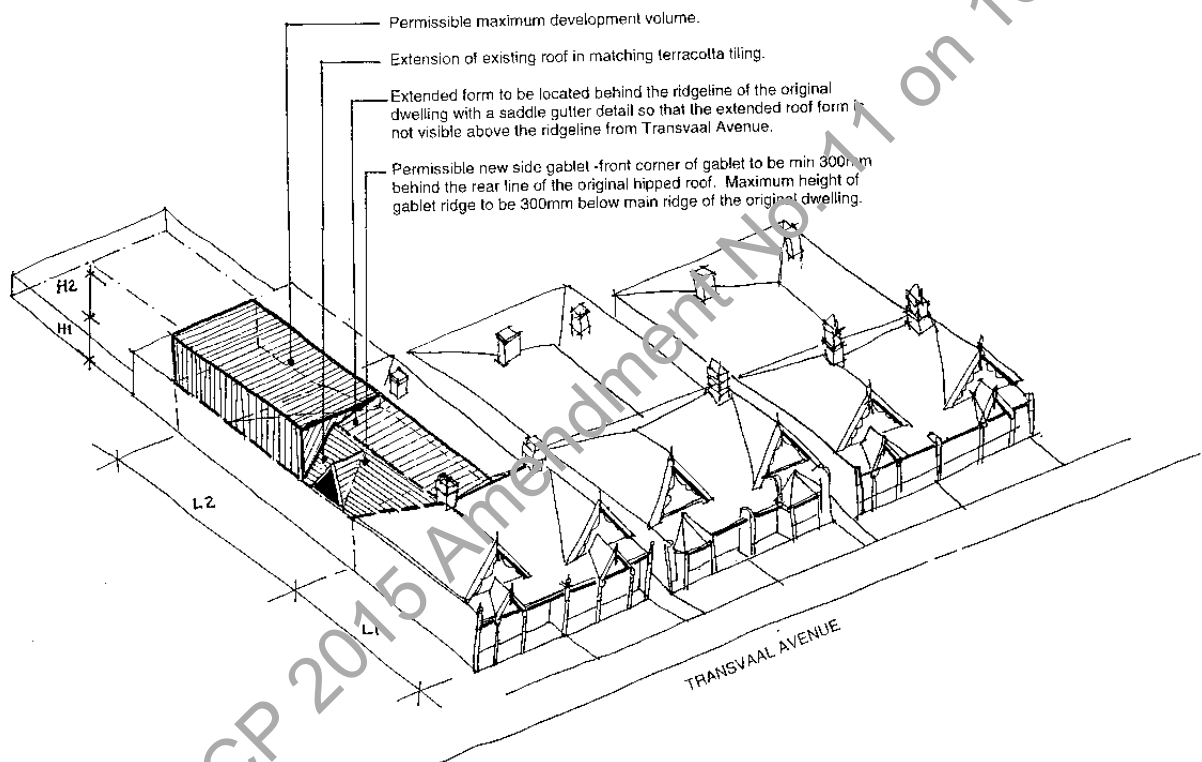 Permissible maximum development volume.
Extension of existing roof in matching terracotta tiling.
Extended form to be located behind the ridgeline of the original
dwelling with a saddle gutter detail so that the extended roof form is
not visible above the ridgeline from Transvaal Avenue.
Permissible new side gablet -front corner of gablet to be min 300mm
behind the rear line of the original hipped roof. Maximum height of
gablet ridge to be 300mm below main ridge of the original dwelling.
H2
H1
L2
L1
TRANSVAAL AVENUE
CP 2015 Amendment No. 11 on